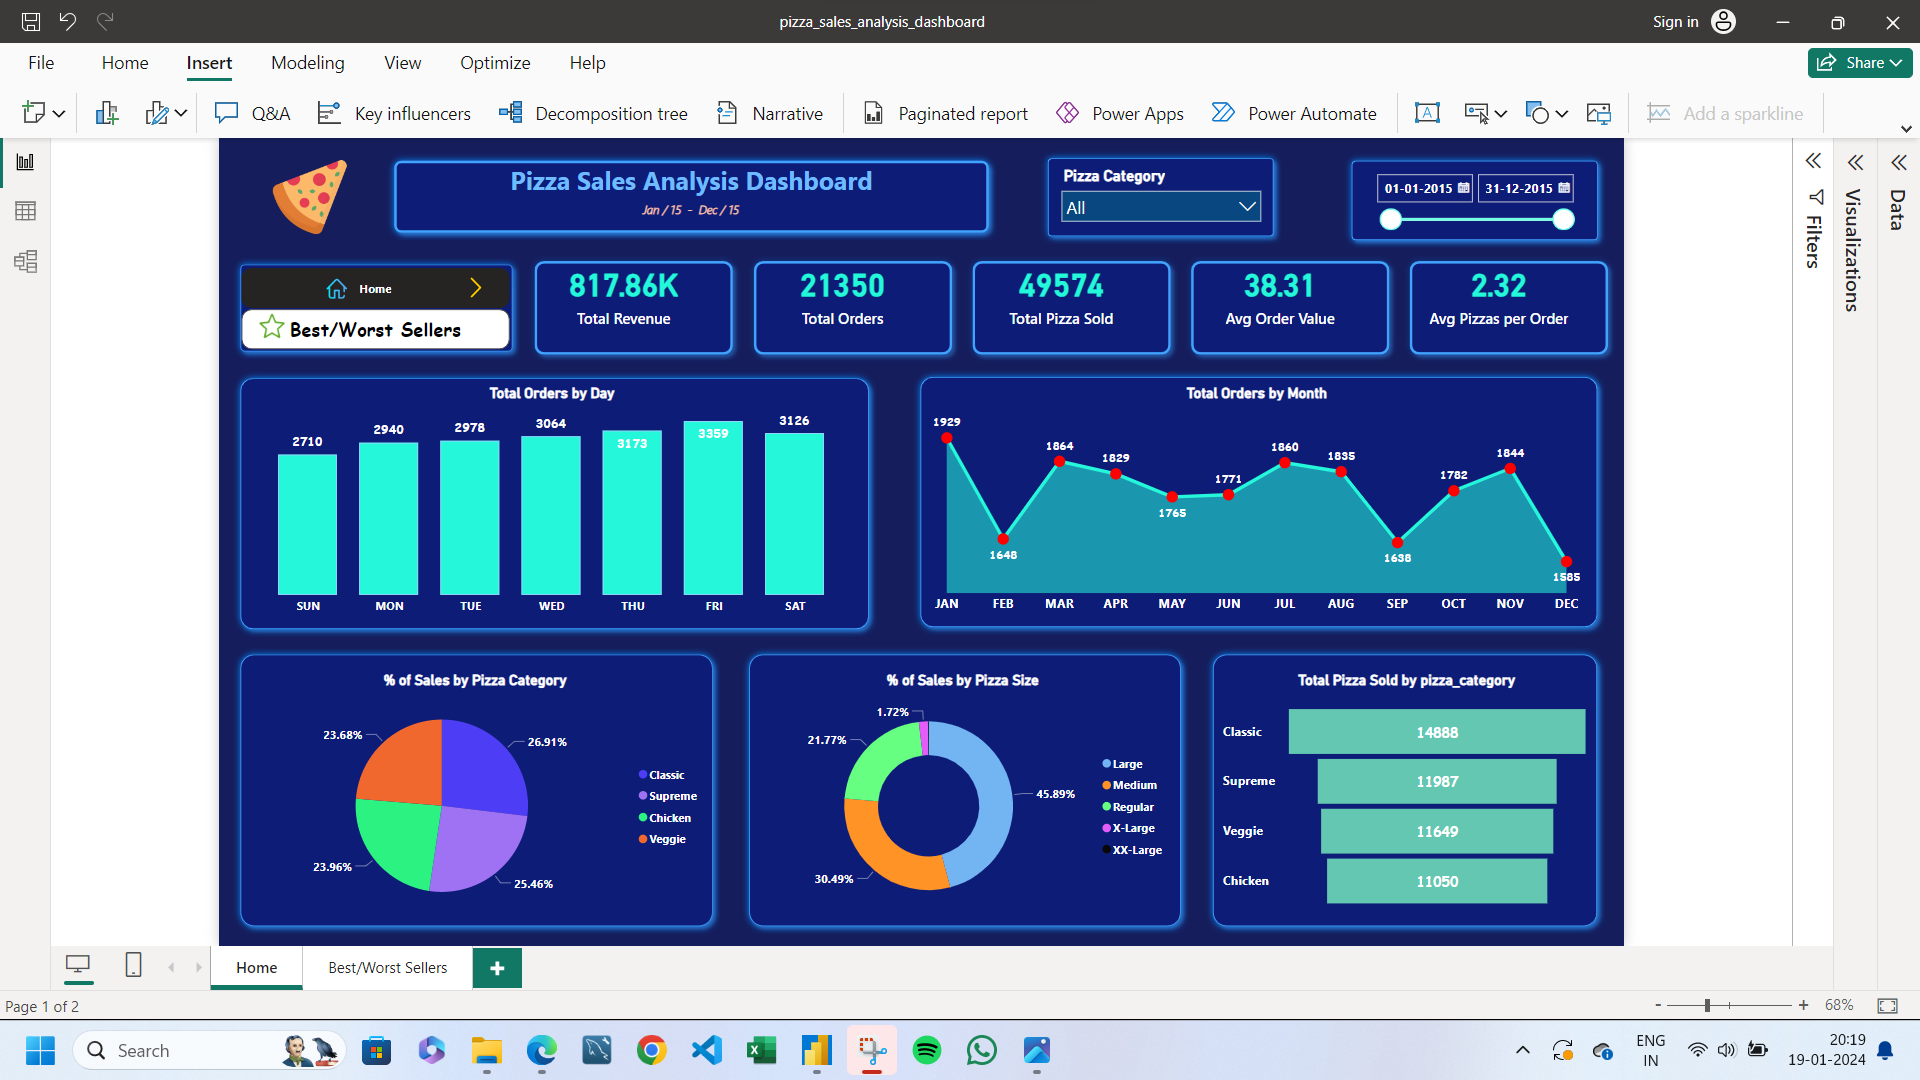 pizza_sales_analysis_dashboard
Sign in
File Home Insert Modeling View Optimize Help
Share
Q&A Key influencers Decomposition tree Narrative Paginated report Power Apps Power Automate Add a sparkline
Pizza Sales Analysis Dashboard
Jan / 15 - Dec / 15
Pizza Category
All
01-01-2015 31-12-2015
Filters
Visualizations
Data
Home
Best/Worst Sellers
817.86K
Total Revenue
21350
Total Orders
49574
Total Pizza Sold
38.31
Avg Order Value
2.32
Avg Pizzas per Order
Total Orders by Day
2710 2940 2978 3064 3173 3359 3126
SUN MON TUE WED THU FRI SAT
Total Orders by Month
1929 1648 1864 1829 1765 1771 1860 1835 1638 1782 1844 1585
JAN FEB MAR APR MAY JUN JUL AUG SEP OCT NOV DEC
% of Sales by Pizza Category
23.68% 26.91%
23.96% 25.46%
Classic
Supreme
Chicken
Veggie
% of Sales by Pizza Size
1.72%
21.77%
45.89%
30.49%
Large
Medium
Regular
X-Large
XX-Large
Total Pizza Sold by pizza_category
Classic 14888
Supreme 11987
Veggie 11649
Chicken 11050
Home Best/Worst Sellers
Page 1 of 2
- + 68%
Search
ENG
IN
20:19
19-01-2024